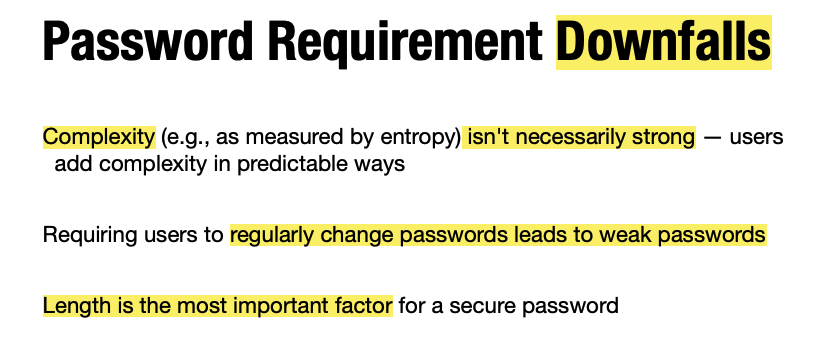 Password Requirement Downfalls
Complexity (e.g., as measured by entropy) isn't necessarily strong — users
add complexity in predictable ways
Requiring users to regularly change passwords leads to weak passwords
Length is the most important factor for a secure password